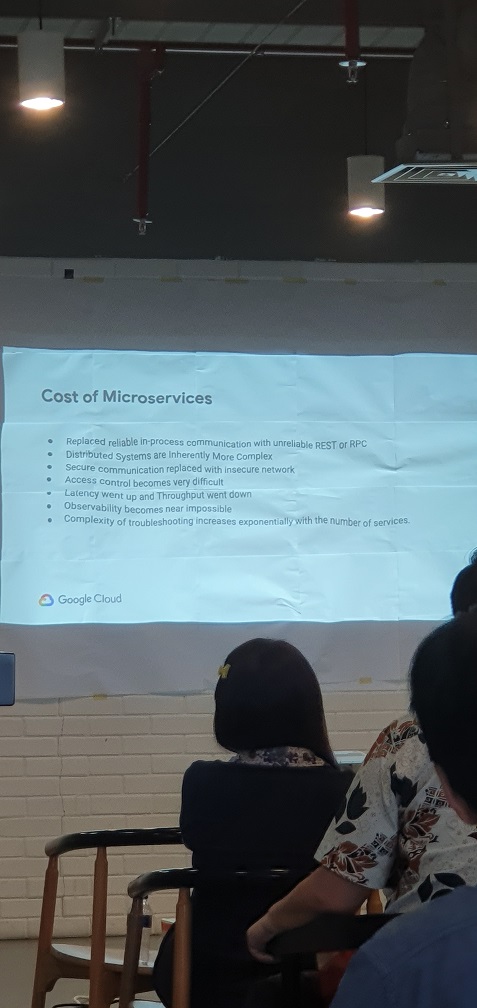 Cost of Microservices
Replaced reliable in-process communication with unreliable REST or RPC
Distributed Systems are Inherently More Complex
Secure communication replaced with insecure network
Access control becomes very difficult
Latency went up and Throughput went down
Observability becomes near impossible
Complexity of troubleshooting increases exponentially with the number of services.
Google Cloud